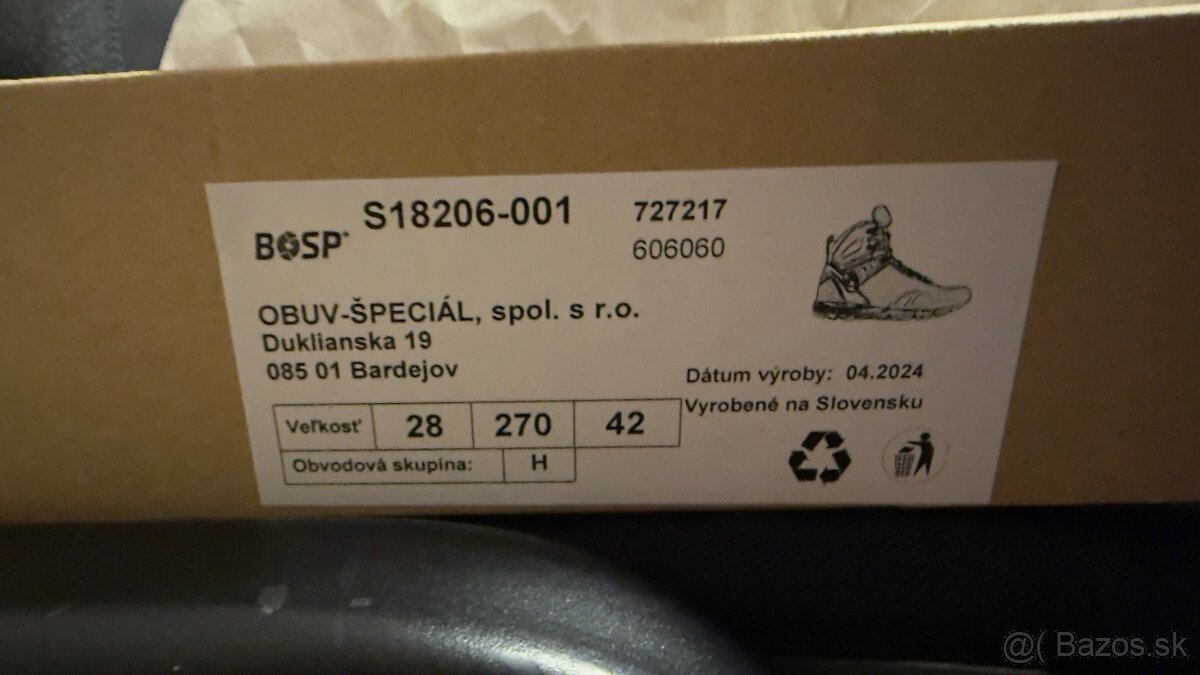 BOSP
S18206-001
727217
606060
OBUV-ŠPECIÁL, spol. s r.o.
Duklianska 19
085 01 Bardejov
Dátum výroby: 04.2024
Vyrobené na Slovensku
Veľkosť 28 270 42
Obvodová skupina: H
@( Bazos.sk